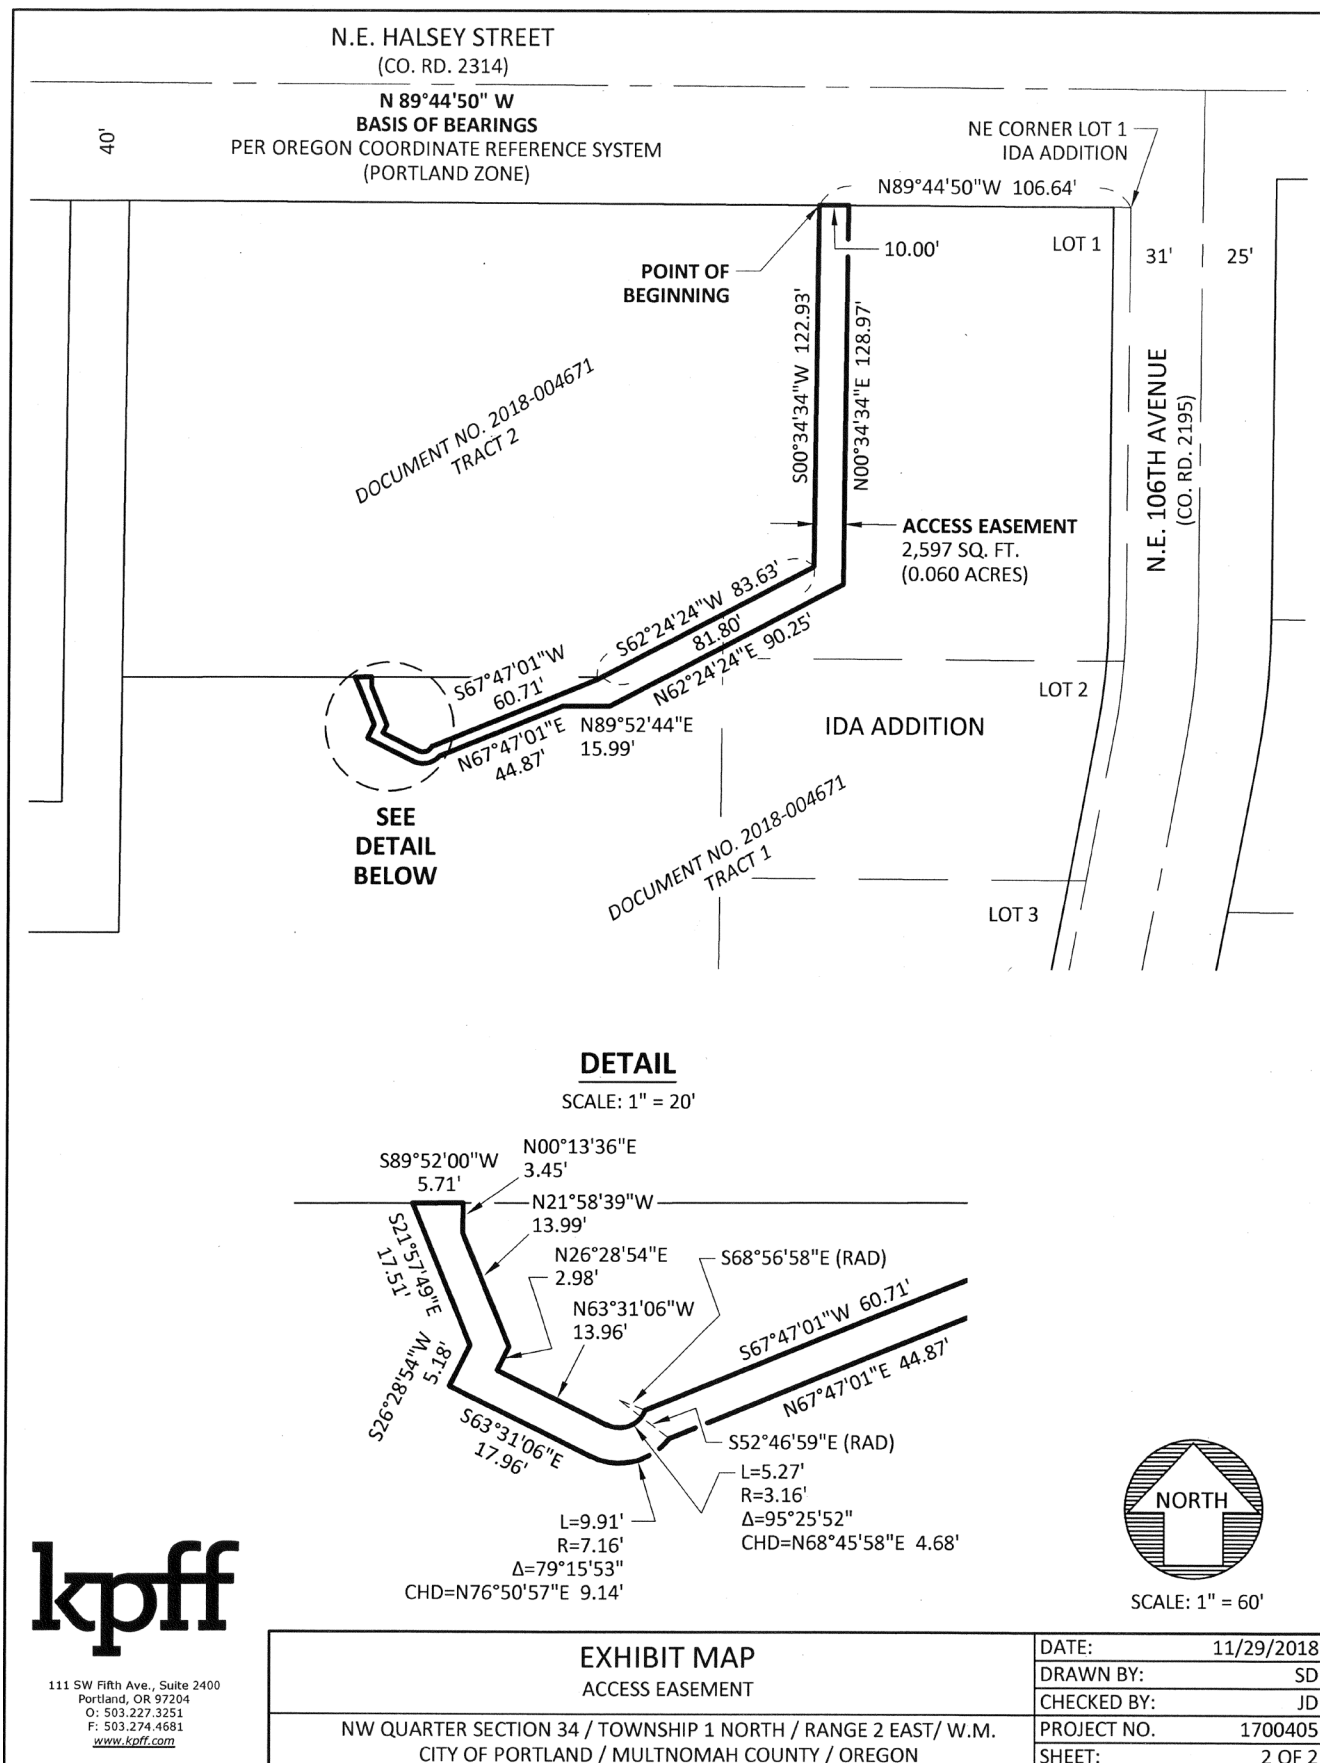 N.E. HALSEY STREET
(CO. RD. 2314)
N 89°44'50" W
BASIS OF BEARINGS
PER OREGON COORDINATE REFERENCE SYSTEM
(PORTLAND ZONE)
40'
NE CORNER LOT 1
IDA ADDITION
N89°44'50"W 106.64'
LOT 1
31'
25'
10.00'
POINT OF
BEGINNING
S00°34'34"W 122.93'
N00°34'34"E 128.97'
N.E. 106TH AVENUE
(CO. RD. 2195)
DOCUMENT NO. 2018-004671
TRACT 2
ACCESS EASEMENT
2,597 SQ. FT.
(0.060 ACRES)
S62°24'24"W 83.63'
81.80'
N62°24'24"E 90.25'
S67°47'01"W
60.71'
N67°47'01"E
44.87'
N89°52'44"E
15.99'
LOT 2
IDA ADDITION
SEE
DETAIL
BELOW
DOCUMENT NO. 2018-004671
TRACT 1
LOT 3
DETAIL
SCALE: 1" = 20'
S89°52'00"W
5.71'
N00°13'36"E
3.45'
N21°58'39"W
13.99'
S21°57'49"E
17.51'
N26°28'54"E
2.98'
S68°56'58"E (RAD)
N63°31'06"W
13.96'
S67°47'01"W 60.71'
N67°47'01"E 44.87'
S26°28'54"W
5.18'
S63°31'06"E
17.96'
S52°46'59"E (RAD)
L=5.27'
R=3.16'
Δ=95°25'52"
CHD=N68°45'58"E 4.68'
L=9.91'
R=7.16'
Δ=79°15'53"
CHD=N76°50'57"E 9.14'
NORTH
SCALE: 1" = 60'
kpff
111 SW Fifth Ave., Suite 2400
Portland, OR 97204
O: 503.227.3251
F: 503.274.4681
www.kpff.com
EXHIBIT MAP
ACCESS EASEMENT
NW QUARTER SECTION 34 / TOWNSHIP 1 NORTH / RANGE 2 EAST/ W.M.
CITY OF PORTLAND / MULTNOMAH COUNTY / OREGON
DATE: 11/29/2018
DRAWN BY: SD
CHECKED BY: JD
PROJECT NO. 1700405
SHEET: 2 OF 2